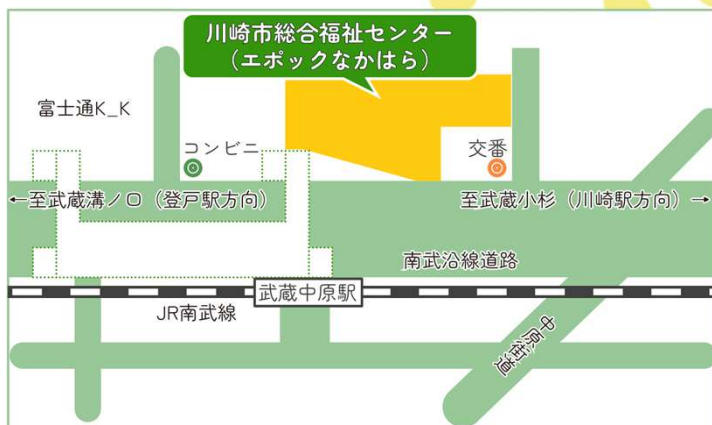 川崎市総合福祉センター
（エポックなかはら）
富士通K_K
コンビニ
交番
←至武蔵溝ノ口（登戸駅方向）
至武蔵小杉（川崎駅方向）→
南武沿線道路
武蔵中原駅
JR南武線
中原街道